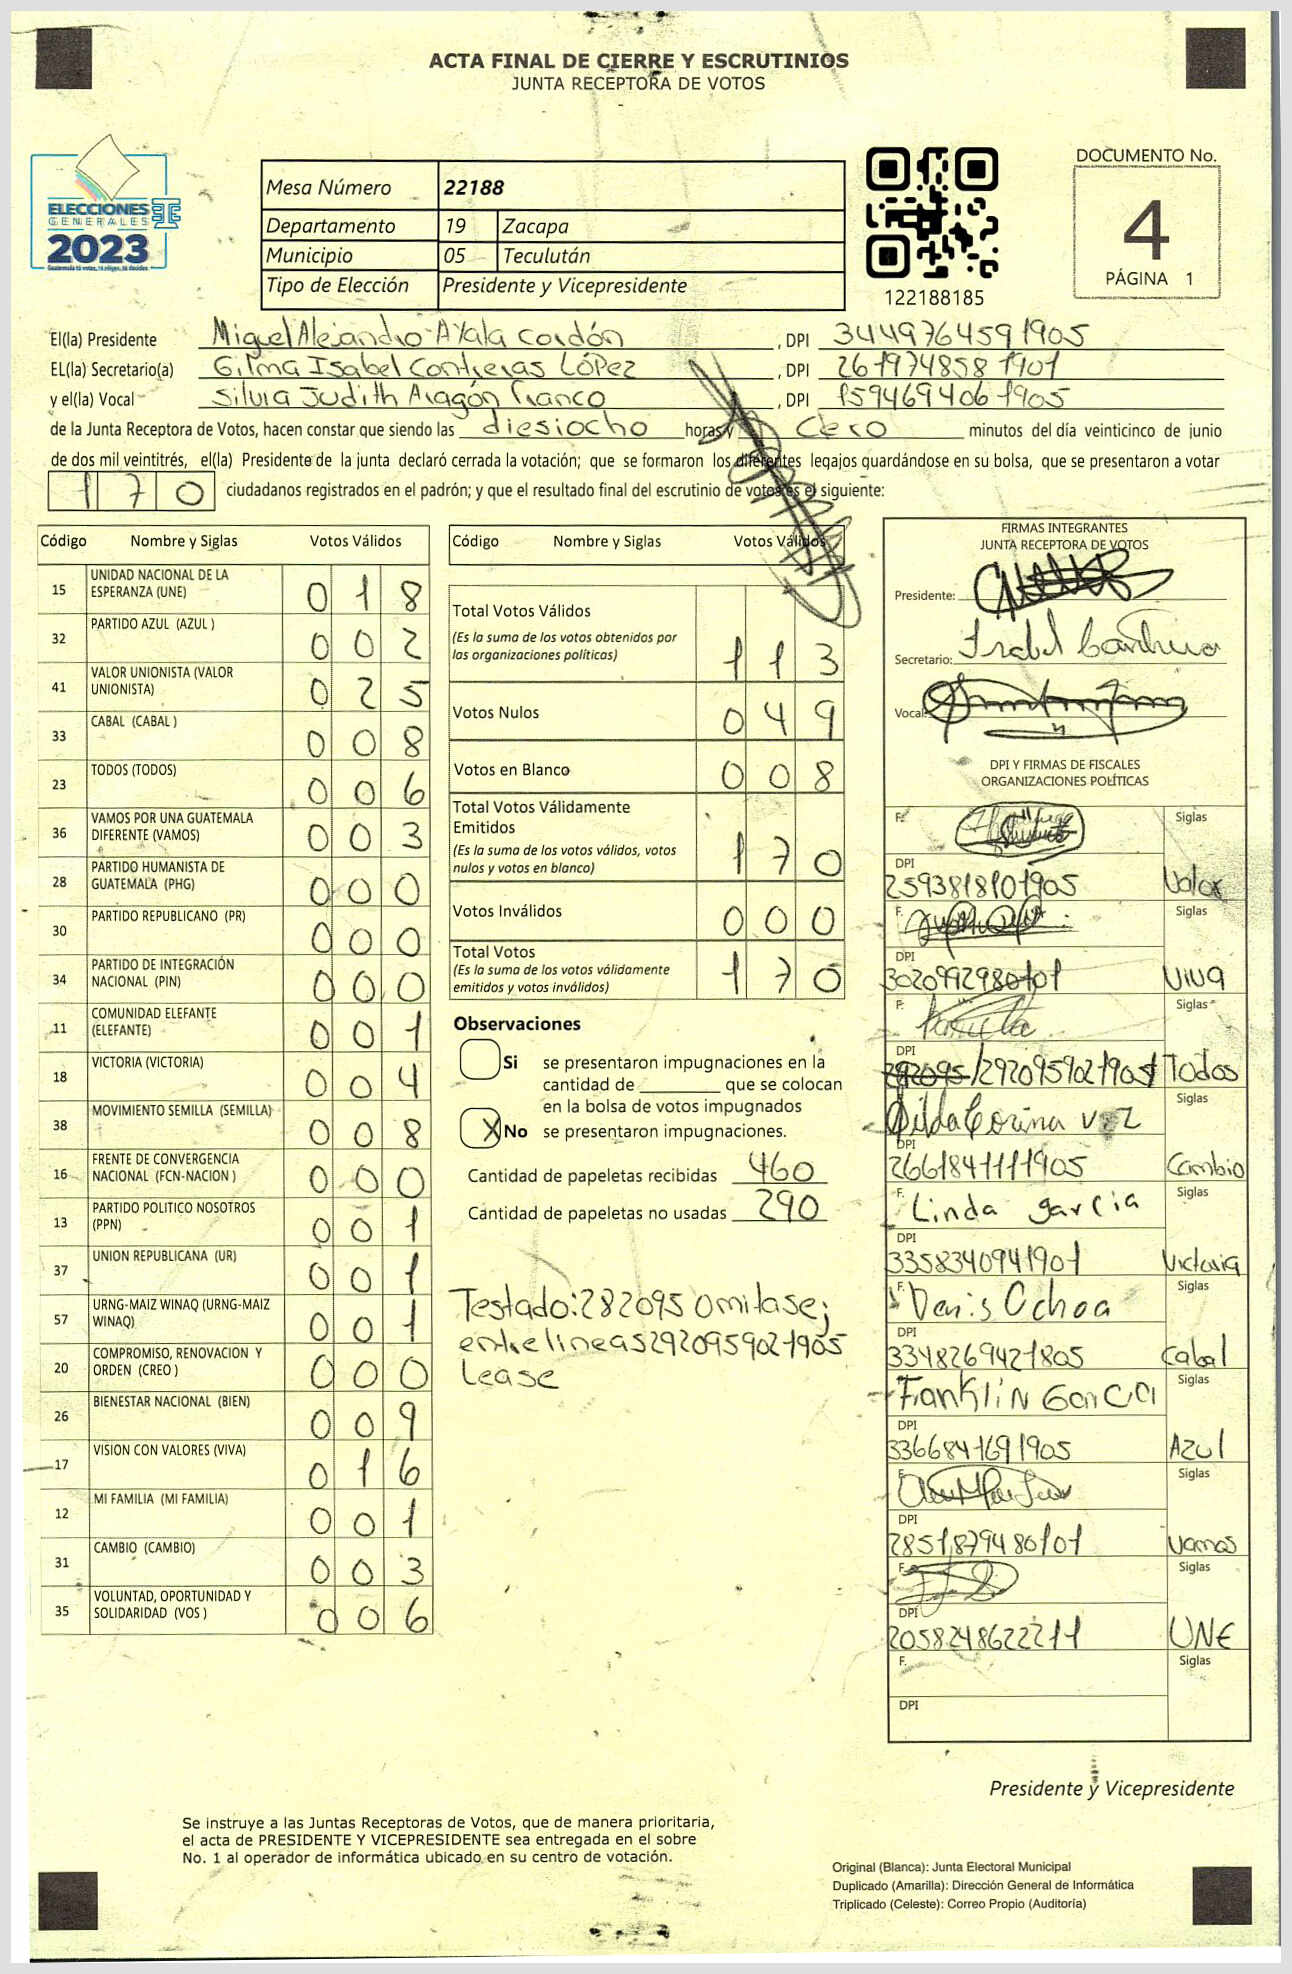 ACTA FINAL DE CIERRE Y ESCRUTINIOS
JUNTA RECEPTORA DE VOTOS
ELECCIONES
GENERALES
2023
Mesa Número 22188
Departamento 19 Zacapa
Municipio 05 Teculután
Tipo de Elección Presidente y Vicepresidente
122188185
DOCUMENTO No.
4
PÁGINA 1
El(la) Presidente Miguel Alejandro Ayala Cordón, DPI 3449764591905
EL(la) Secretario(a) Gilma Isabel Contreras López, DPI 2619748581901
y el(la) Vocal Silvia Judith Aragón Franco, DPI 1594694061905
de la Junta Receptora de Votos, hacen constar que siendo las diesiocho horas y cero minutos del día veinticinco de junio
de dos mil veintitrés, el(la) Presidente de la junta declaró cerrada la votación; que se formaron los diferentes legajos guardándose en su bolsa, que se presentaron a votar
170 ciudadanos registrados en el padrón; y que el resultado final del escrutinio de votos es el siguiente:
Código Nombre y Siglas Votos Válidos
15 UNIDAD NACIONAL DE LA ESPERANZA (UNE) 018
32 PARTIDO AZUL (AZUL ) 002
41 VALOR UNIONISTA (VALOR UNIONISTA) 025
33 CABAL (CABAL ) 008
23 TODOS (TODOS) 006
36 VAMOS POR UNA GUATEMALA DIFERENTE (VAMOS) 003
28 PARTIDO HUMANISTA DE GUATEMALA (PHG) 000
30 PARTIDO REPUBLICANO (PR) 000
34 PARTIDO DE INTEGRACIÓN NACIONAL (PIN) 000
11 COMUNIDAD ELEFANTE (ELEFANTE) 001
18 VICTORIA (VICTORIA) 004
38 MOVIMIENTO SEMILLA (SEMILLA) 008
16 FRENTE DE CONVERGENCIA NACIONAL (FCN-NACION ) 000
13 PARTIDO POLITICO NOSOTROS (PPN) 001
37 UNION REPUBLICANA (UR) 001
57 URNG-MAIZ WINAQ (URNG-MAIZ WINAQ) 001
20 COMPROMISO, RENOVACION Y ORDEN (CREO ) 000
26 BIENESTAR NACIONAL (BIEN) 009
17 VISION CON VALORES (VIVA) 016
12 MI FAMILIA (MI FAMILIA) 001
31 CAMBIO (CAMBIO) 003
35 VOLUNTAD, OPORTUNIDAD Y SOLIDARIDAD (VOS ) 006
Código Nombre y Siglas Votos Válidos
Total Votos Válidos 113
(Es la suma de los votos obtenidos por
las organizaciones políticas)
Votos Nulos 049
Votos en Blanco 008
Total Votos Válidamente
Emitidos 170
(Es la suma de los votos válidos, votos
nulos y votos en blanco)
Votos Inválidos 000
Total Votos 170
(Es la suma de los votos válidamente
emitidos y votos inválidos)
Observaciones
Si se presentaron impugnaciones en la
cantidad de ________ que se colocan
en la bolsa de votos impugnados
X No se presentaron impugnaciones.
Cantidad de papeletas recibidas 460
Cantidad de papeletas no usadas 290
Testado:282095 omitase;
entrelineas2920959021905
Lease
FIRMAS INTEGRANTES
JUNTA RECEPTORA DE VOTOS
Presidente:
Secretario: Isabel
Vocal:
DPI Y FIRMAS DE FISCALES
ORGANIZACIONES POLÍTICAS
F. Siglas
DPI
2593818101905 Valor
F. Siglas
DPI
3020992980101 VIVA
F. Siglas
DPI
292095/2920959021905 Todos
Siglas
DPI
2661841111905 Cambio
F. Linda garcia Siglas
DPI
3358340941901 Victoria
F. Denis Ochoa Siglas
DPI
3348269421805 Cabal
Franklin Garcia Siglas
DPI
3366841691905 AZul
F. Siglas
DPI
2851879480101 Vamos
F. Siglas
DPI
2058248622211 UNE
F. Siglas
DPI
Presidente y Vicepresidente
Se instruye a las Juntas Receptoras de Votos, que de manera prioritaria,
el acta de PRESIDENTE Y VICEPRESIDENTE sea entregada en el sobre
No. 1 al operador de informática ubicado en su centro de votación.
Original (Blanca): Junta Electoral Municipal
Duplicado (Amarilla): Dirección General de Informática
Triplicado (Celeste): Correo Propio (Auditoría)